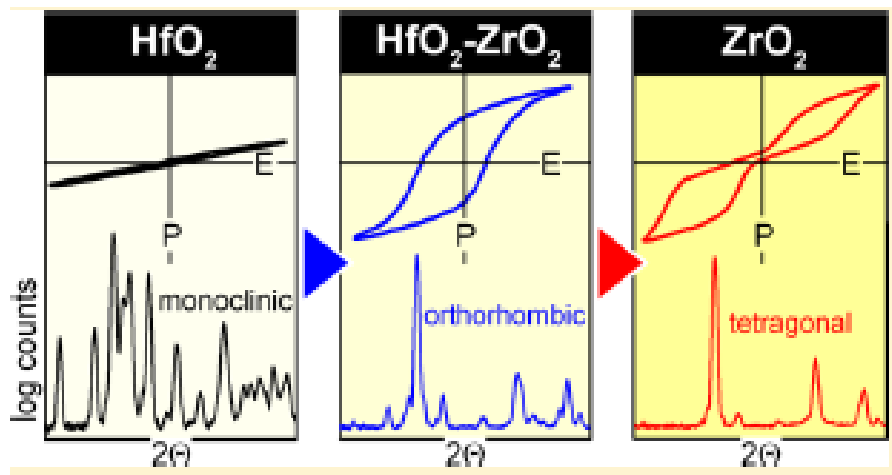 HfO₂
HfO₂-ZrO₂
ZrO₂
E
P
monoclinic
log counts
2Θ
E
P
orthorhombic
2Θ
E
P
tetragonal
2Θ